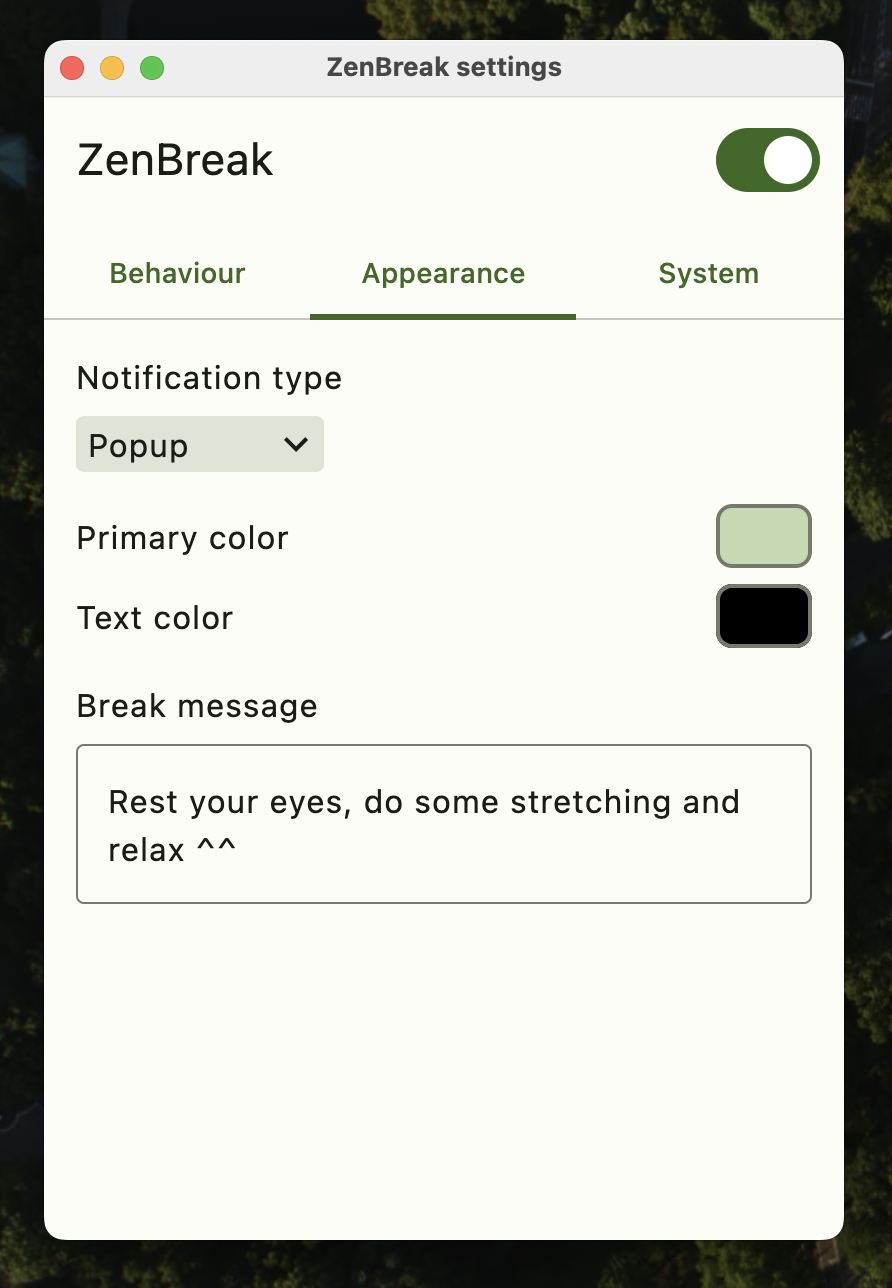 ZenBreak settings
ZenBreak
Behaviour
Appearance
System
Notification type
Popup
Primary color
Text color
Break message
Rest your eyes, do some stretching and
relax ^^